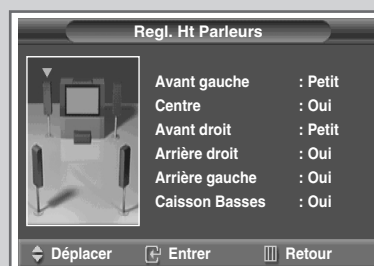 Regl. Ht Parleurs
Avant gauche : Petit
Centre : Oui
Avant droit : Petit
Arrière droit : Oui
Arrière gauche : Oui
Caisson Basses : Oui
Déplacer Entrer Retour